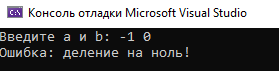 Консоль отладки Microsoft Visual Studio
Введите a и b: -1 0
Ошибка: деление на ноль!